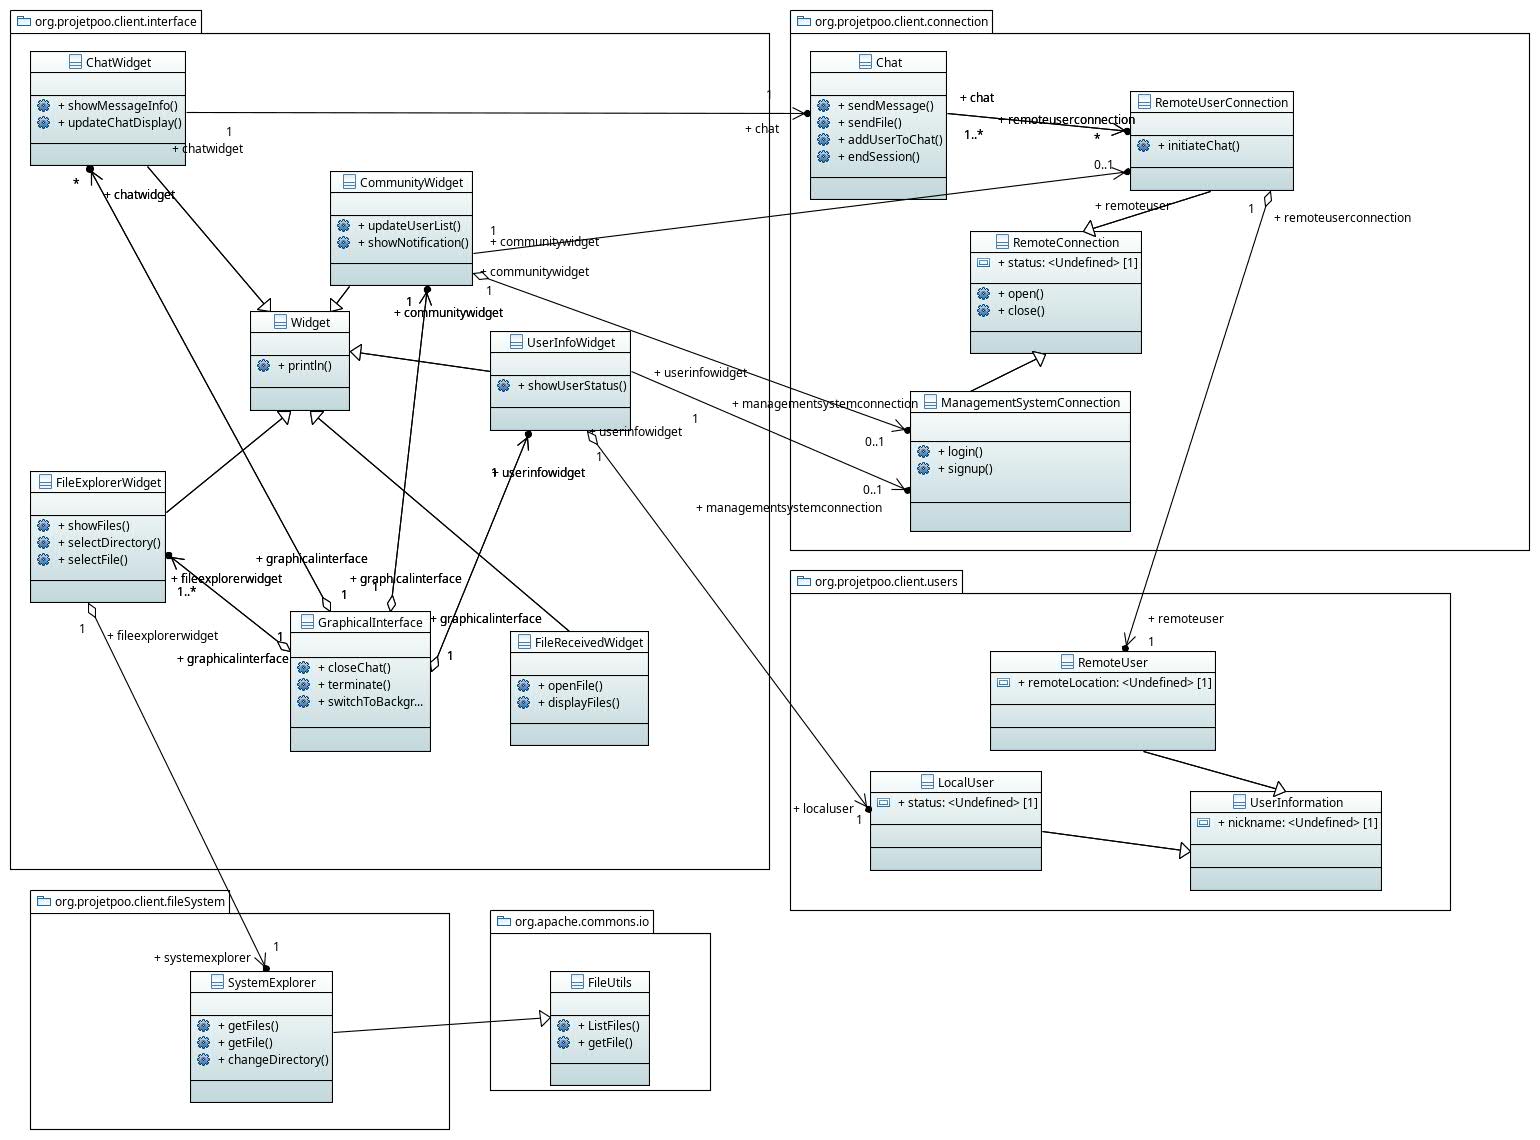 org.projetpoo.client.interface
ChatWidget
+ showMessageInfo()
+ updateChatDisplay()
1
+ chatwidget
1
+ chat
*
+ chatwidget
CommunityWidget
+ updateUserList()
+ showNotification()
1
+ communitywidget
+ communitywidget
1
1
+ communitywidget
Widget
+ println()
UserInfoWidget
+ showUserStatus()
+ userinfowidget
1
+ userinfowidget
1
1
+ userinfowidget
FileExplorerWidget
+ showFiles()
+ selectDirectory()
+ selectFile()
+ fileexplorerwidget
1..*
1
+ fileexplorerwidget
+ graphicalinterface
1
+ graphicalinterface
1
+ graphicalinterface
1
1
+ graphicalinterface
GraphicalInterface
+ closeChat()
+ terminate()
+ switchToBackgr...
FileReceivedWidget
+ openFile()
+ displayFiles()
org.projetpoo.client.connection
Chat
+ sendMessage()
+ sendFile()
+ addUserToChat()
+ endSession()
+ chat
1..*
+ remoteuserconnection
*
RemoteUserConnection
+ initiateChat()
0..1
+ remoteuser
1
+ remoteuserconnection
RemoteConnection
+ status: <Undefined> [1]
+ open()
+ close()
+ managementsystemconnection
0..1
ManagementSystemConnection
+ login()
+ signup()
0..1
+ managementsystemconnection
org.projetpoo.client.users
+ remoteuser
1
RemoteUser
+ remoteLocation: <Undefined> [1]
LocalUser
+ status: <Undefined> [1]
+ localuser
1
UserInformation
+ nickname: <Undefined> [1]
org.projetpoo.client.fileSystem
1
+ systemexplorer
SystemExplorer
+ getFiles()
+ getFile()
+ changeDirectory()
org.apache.commons.io
FileUtils
+ ListFiles()
+ getFile()